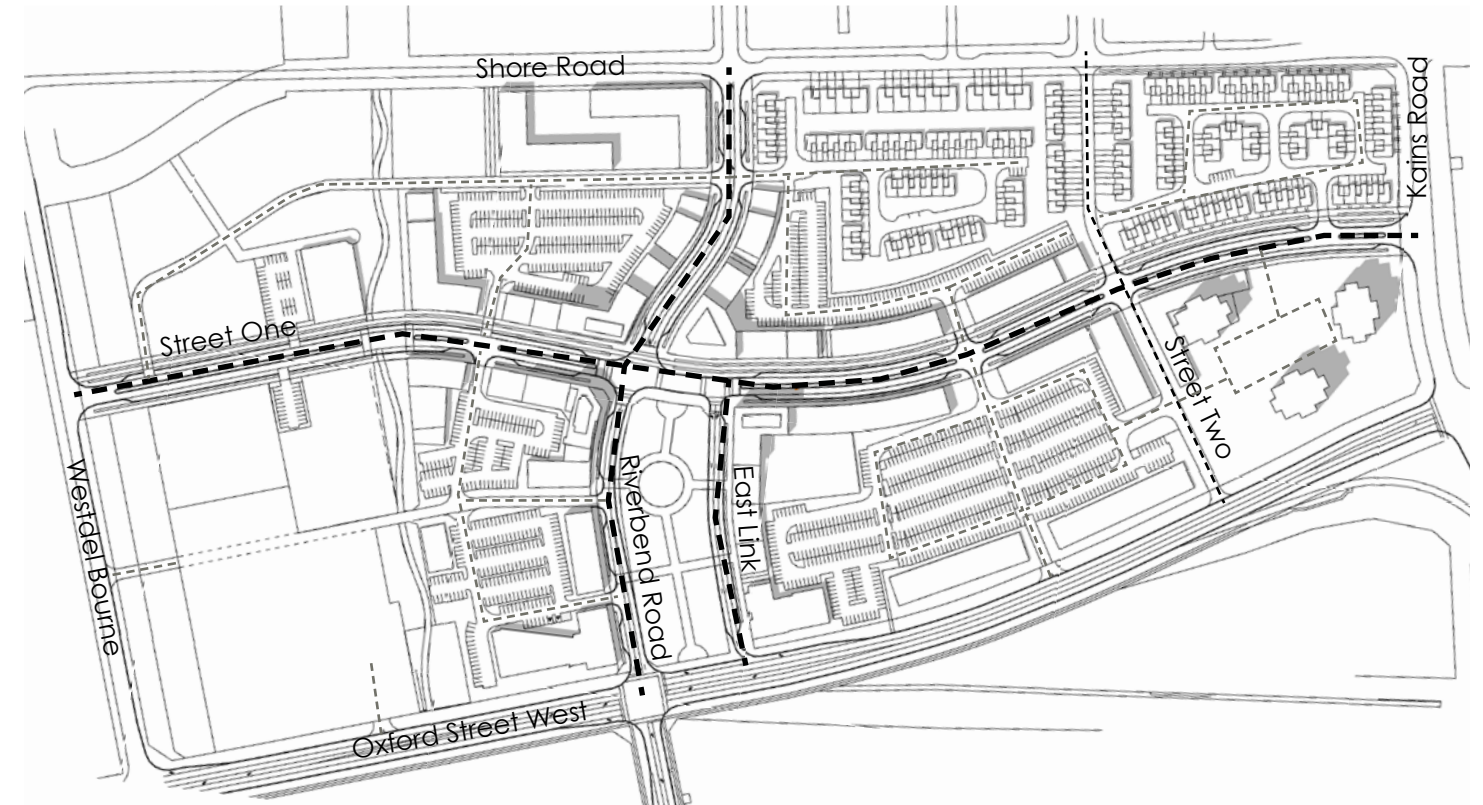 Shore Road
Kains Road
Street One
Street Two
Westdel Bourne
Riverbend Road
East Link
Oxford Street West